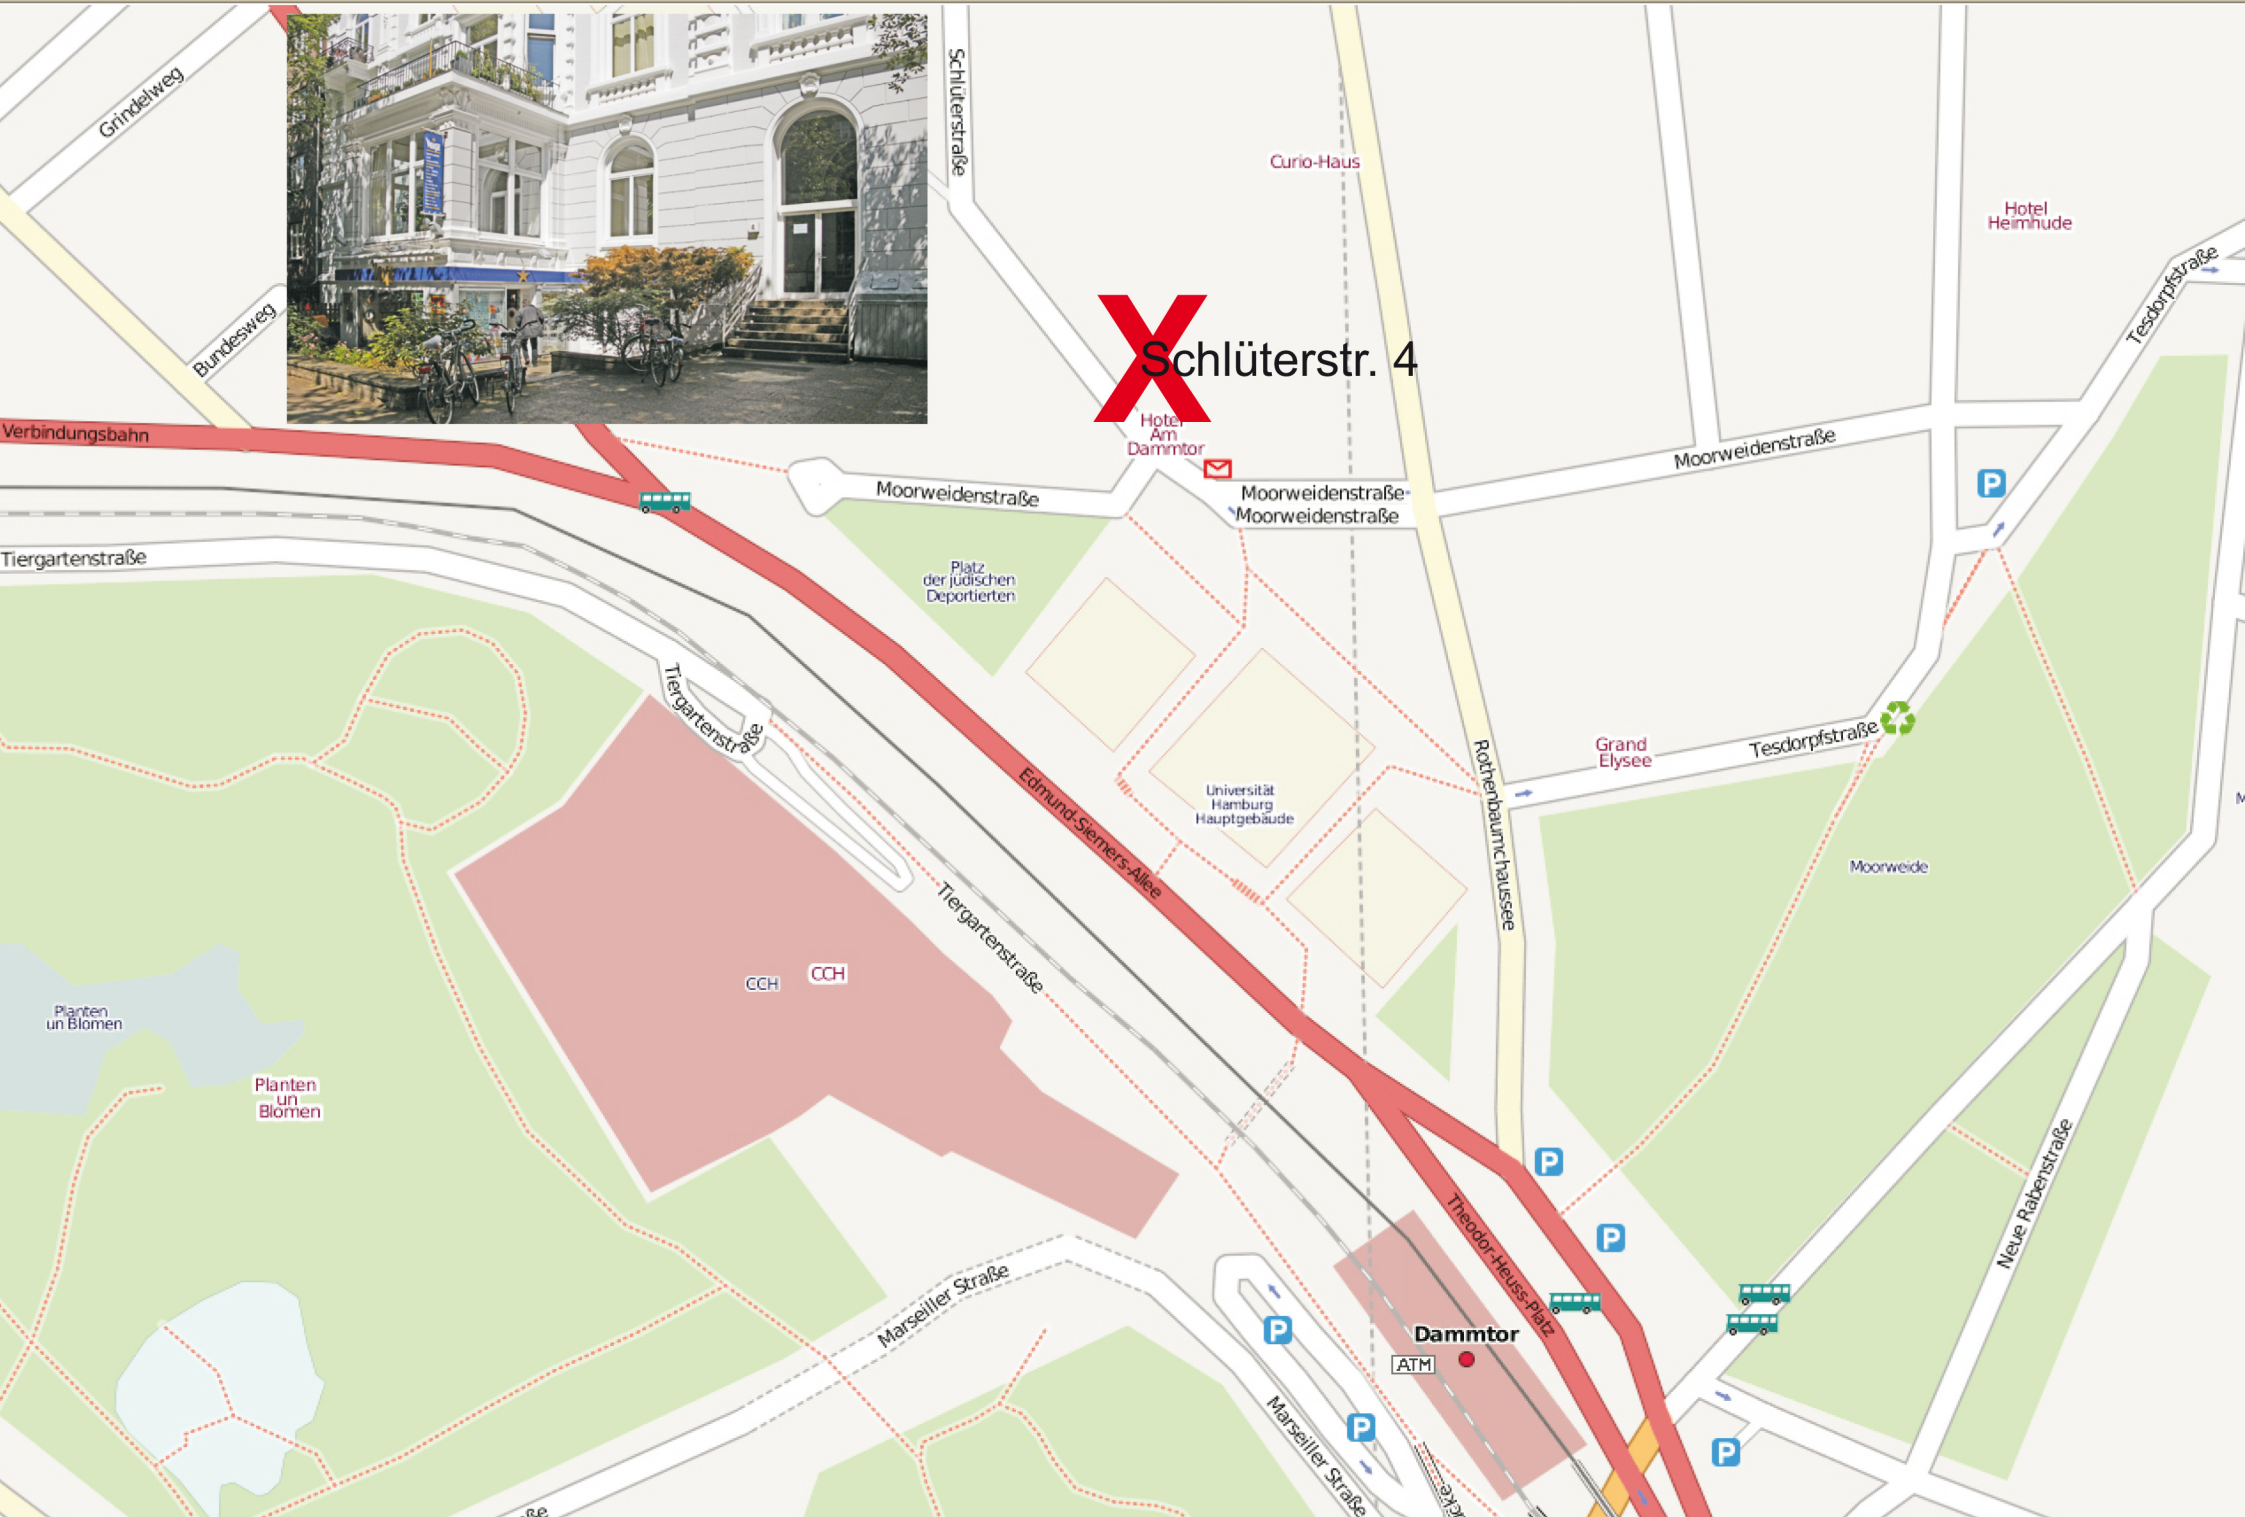 Grindelweg
Schlüterstraße
Curio-Haus
Hotel
Heimhude
Tesdorpfstraße
Bundesweg
Schlüterstr. 4
Hotel
Am
Dammtor
Verbindungsbahn
Moorweidenstraße
Moorweidenstraße
Moorweidenstraße
Moorweidenstraße
P
Tiergartenstraße
Platz
der jüdischen
Deportierten
Tiergartenstraße
Tesdorpfstraße
Grand
Elysee
Rothenbaumchaussee
Edmund-Siemers-Allee
Universität
Hamburg
Hauptgebäude
M
Moorweide
Tiergartenstraße
CCH
CCH
Planten
un Blomen
Planten
un
Blomen
P
P
Neue Rabenstraße
Theodor-Heuss-Platz
Marseiller Straße
P
Dammtor
ATM
P
Marseiller Straße
P
ße
ücke